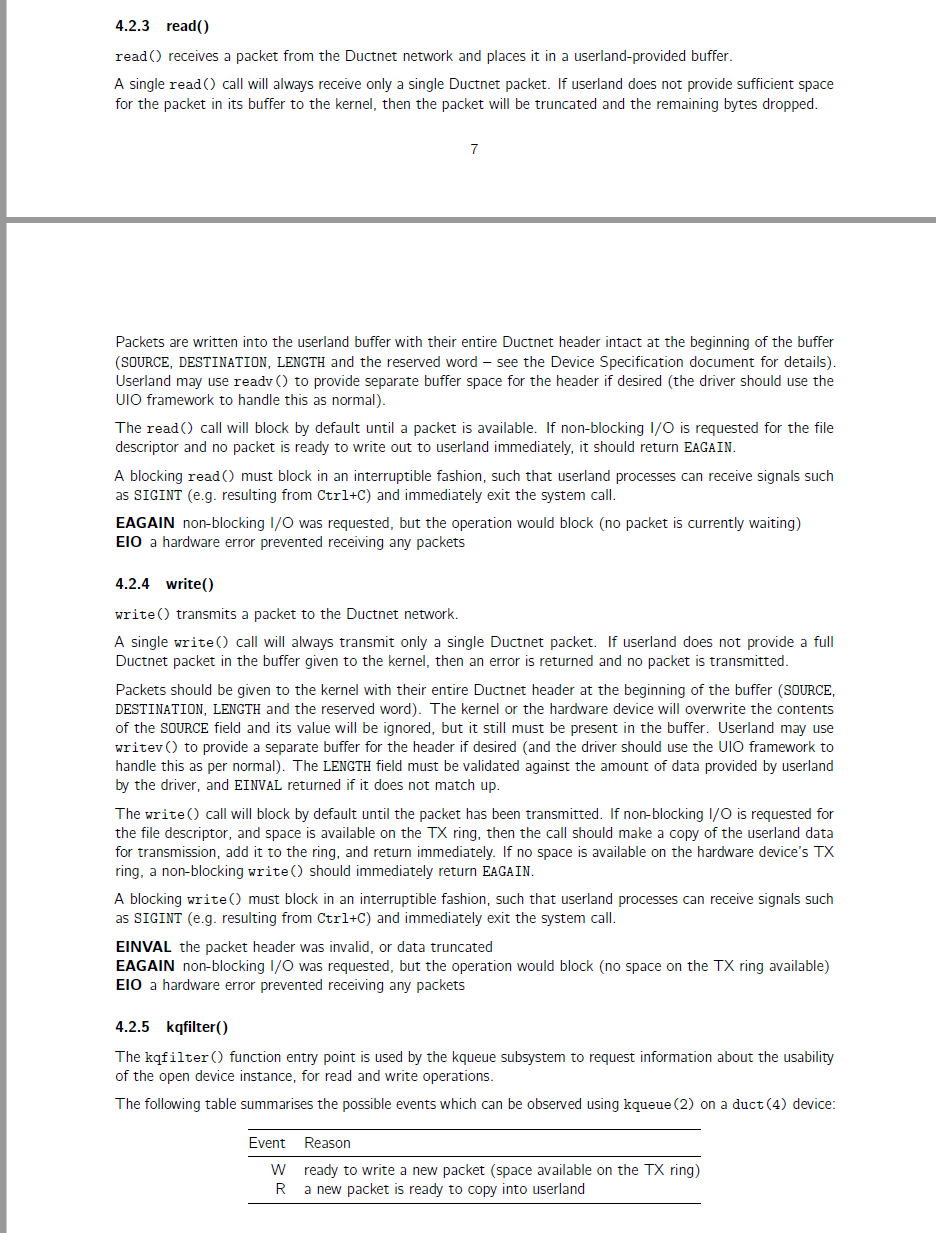 4.2.3 read()
read() receives a packet from the Ductnet network and places it in a userland-provided buffer.
A single read() call will always receive only a single Ductnet packet. If userland does not provide sufficient space
for the packet in its buffer to the kernel, then the packet will be truncated and the remaining bytes dropped.
7
Packets are written into the userland buffer with their entire Ductnet header intact at the beginning of the buffer
(SOURCE, DESTINATION, LENGTH and the reserved word – see the Device Specification document for details).
Userland may use readv() to provide separate buffer space for the header if desired (the driver should use the
UIO framework to handle this as normal).
The read() call will block by default until a packet is available. If non-blocking I/O is requested for the file
descriptor and no packet is ready to write out to userland immediately, it should return EAGAIN.
A blocking read() must block in an interruptible fashion, such that userland processes can receive signals such
as SIGINT (e.g. resulting from Ctrl+C) and immediately exit the system call.
EAGAIN non-blocking I/O was requested, but the operation would block (no packet is currently waiting)
EIO a hardware error prevented receiving any packets
4.2.4 write()
write() transmits a packet to the Ductnet network.
A single write() call will always transmit only a single Ductnet packet. If userland does not provide a full
Ductnet packet in the buffer given to the kernel, then an error is returned and no packet is transmitted.
Packets should be given to the kernel with their entire Ductnet header at the beginning of the buffer (SOURCE,
DESTINATION, LENGTH and the reserved word). The kernel or the hardware device will overwrite the contents
of the SOURCE field and its value will be ignored, but it still must be present in the buffer. Userland may use
writev() to provide a separate buffer for the header if desired (and the driver should use the UIO framework to
handle this as per normal). The LENGTH field must be validated against the amount of data provided by userland
by the driver, and EINVAL returned if it does not match up.
The write() call will block by default until the packet has been transmitted. If non-blocking I/O is requested for
the file descriptor, and space is available on the TX ring, then the call should make a copy of the userland data
for transmission, add it to the ring, and return immediately. If no space is available on the hardware device's TX
ring, a non-blocking write() should immediately return EAGAIN.
A blocking write() must block in an interruptible fashion, such that userland processes can receive signals such
as SIGINT (e.g. resulting from Ctrl+C) and immediately exit the system call.
EINVAL the packet header was invalid, or data truncated
EAGAIN non-blocking I/O was requested, but the operation would block (no space on the TX ring available)
EIO a hardware error prevented receiving any packets
4.2.5 kqfilter()
The kqfilter() function entry point is used by the kqueue subsystem to request information about the usability
of the open device instance, for read and write operations.
The following table summarises the possible events which can be observed using kqueue(2) on a duct(4) device:
Event Reason
W ready to write a new packet (space available on the TX ring)
R a new packet is ready to copy into userland